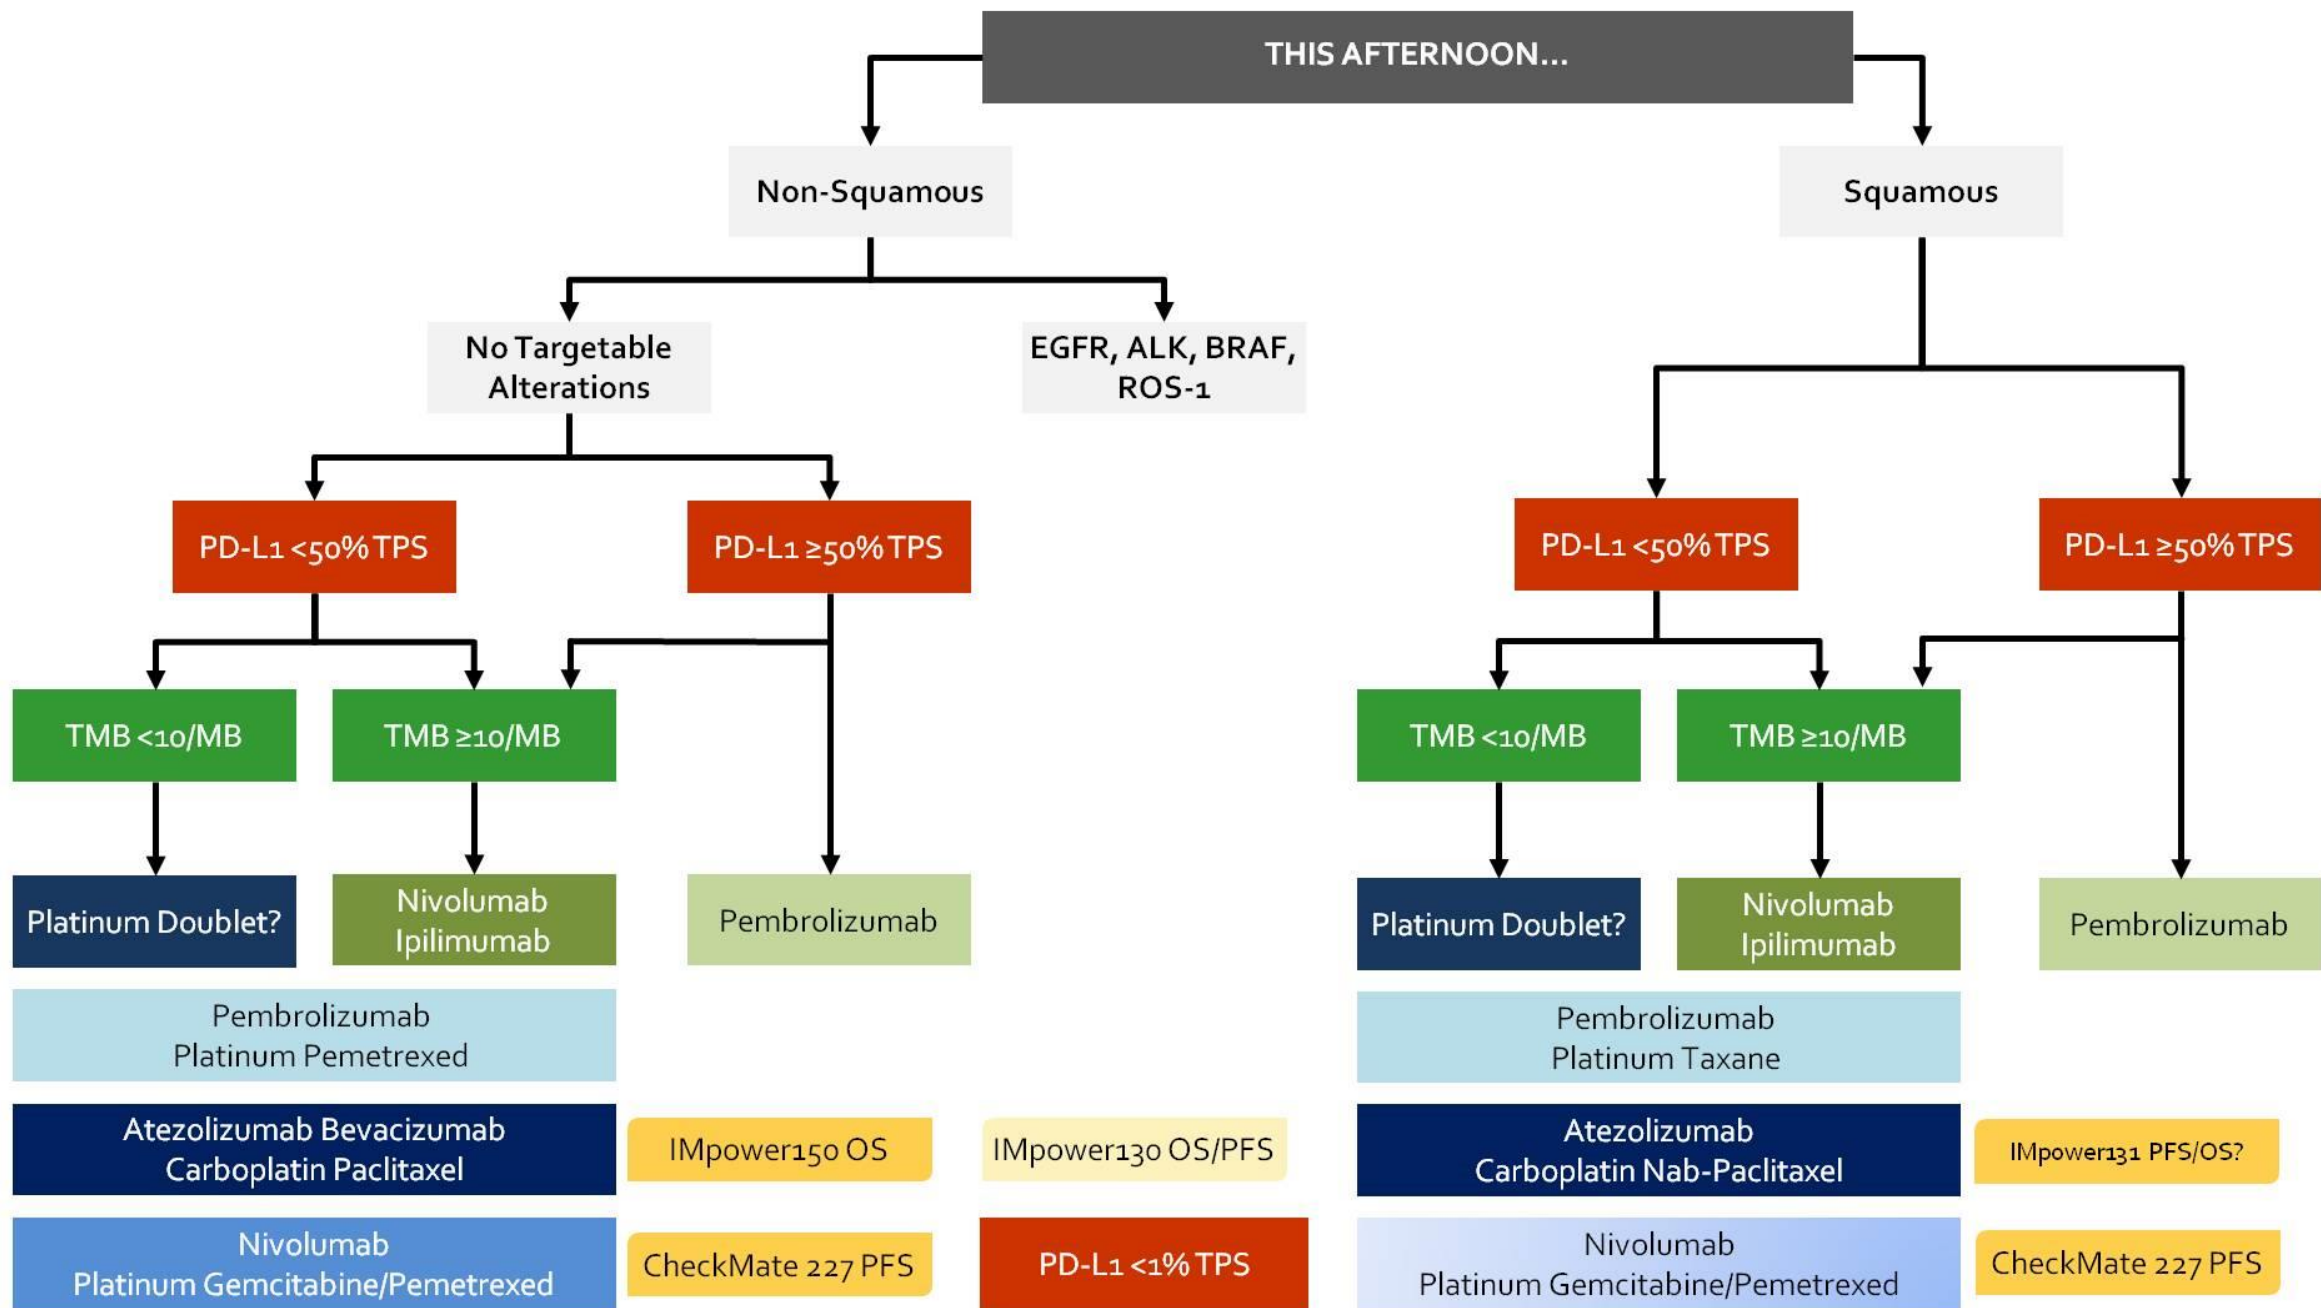 THIS AFTERNOON...
Non-Squamous
Squamous
No Targetable
Alterations
EGFR, ALK, BRAF,
ROS-1
PD-L1 <50% TPS
PD-L1 ≥50% TPS
PD-L1 <50% TPS
PD-L1 ≥50% TPS
TMB <10/MB
TMB ≥10/MB
TMB <10/MB
TMB ≥10/MB
Platinum Doublet?
Nivolumab
Ipilimumab
Pembrolizumab
Platinum Doublet?
Nivolumab
Ipilimumab
Pembrolizumab
Pembrolizumab
Platinum Pemetrexed
Pembrolizumab
Platinum Taxane
Atezolizumab Bevacizumab
Carboplatin Paclitaxel
IMpower150 OS
IMpower130 OS/PFS
Atezolizumab
Carboplatin Nab-Paclitaxel
IMpower131 PFS/OS?
Nivolumab
Platinum Gemcitabine/Pemetrexed
CheckMate 227 PFS
PD-L1 <1% TPS
Nivolumab
Platinum Gemcitabine/Pemetrexed
CheckMate 227 PFS